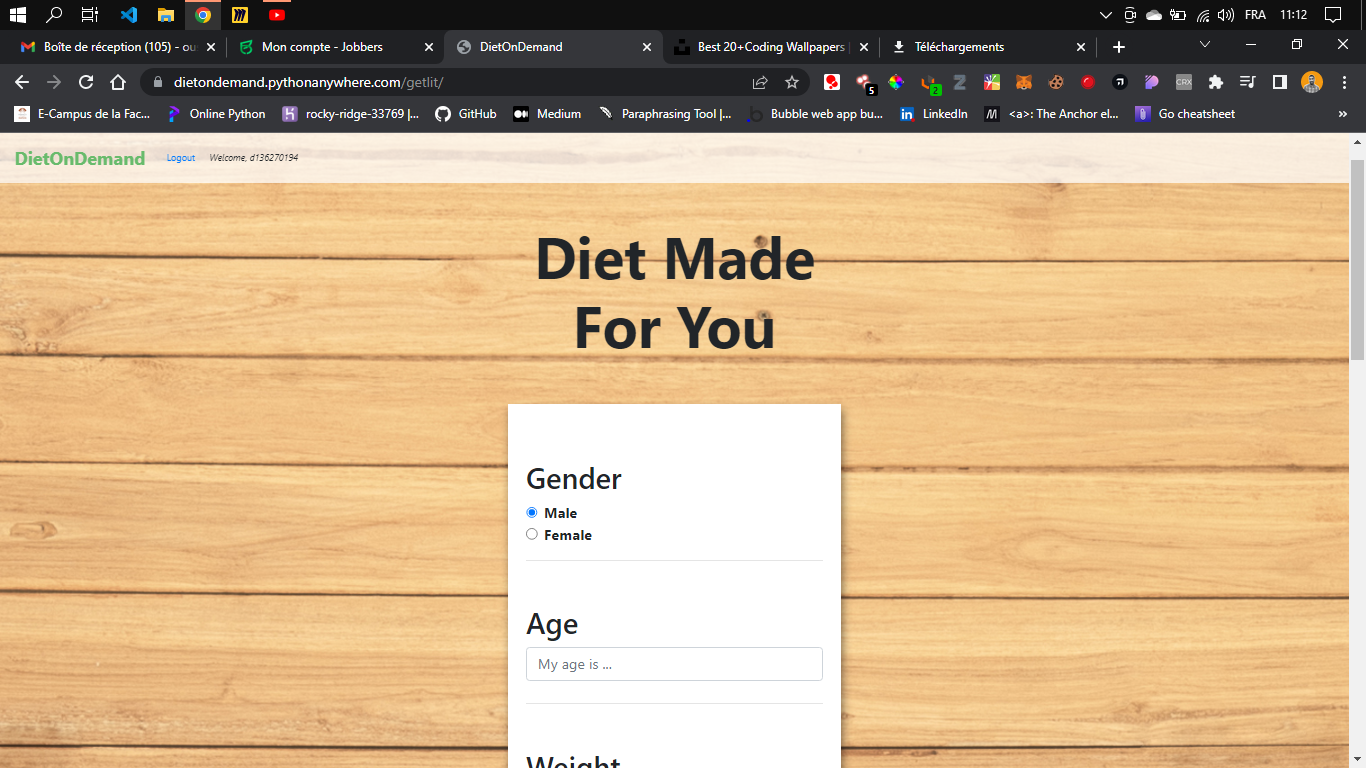 FRA
11:12
Boîte de réception (105) - ou
Mon compte - Jobbers
DietOnDemand
Best 20+Coding Wallpapers |
Téléchargements
dietondemand.pythonanywhere.com/getlit/
5
2
CRX
E-Campus de la Fac...
Online Python
rocky-ridge-33769 |...
GitHub
Medium
Paraphrasing Tool |...
Bubble web app bu...
LinkedIn
<a>: The Anchor el...
Go cheatsheet
»
DietOnDemand
Logout
Welcome, d136270194
Diet Made
For You
Gender
Male
Female
Age
My age is ...
Weight